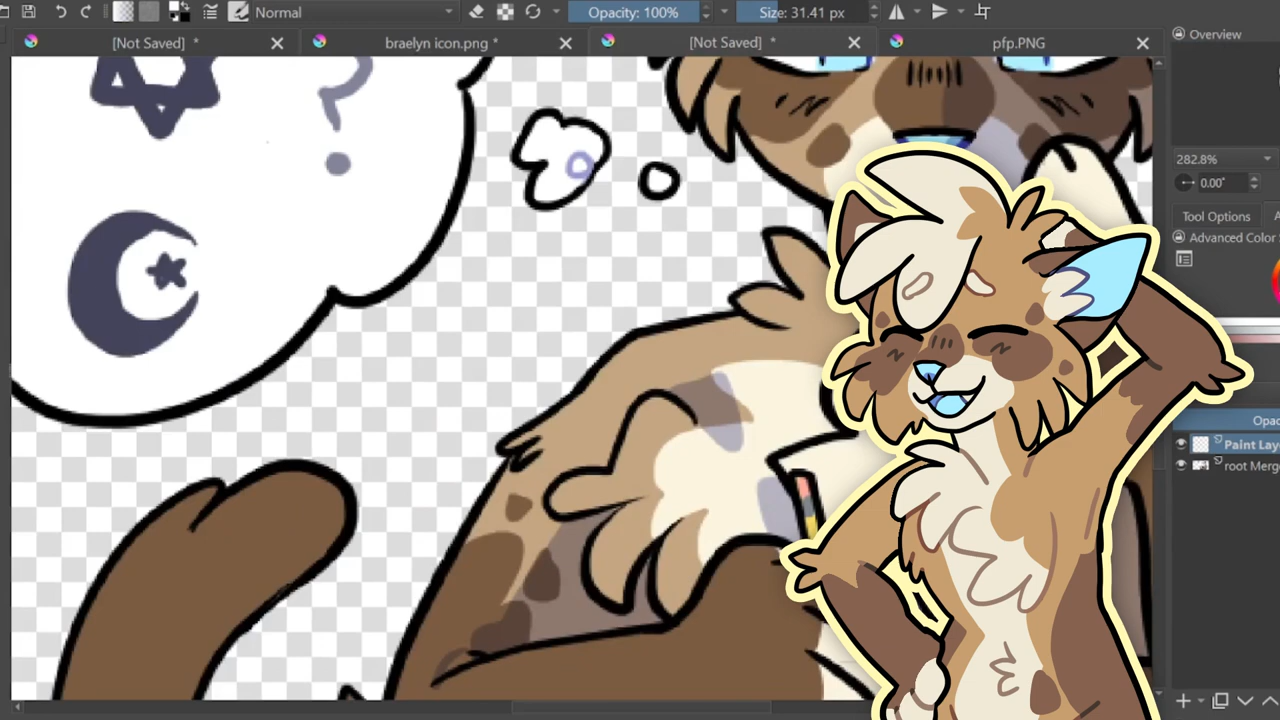 Normal
Opacity: 100%
Size: 31.41 px
[Not Saved] *
braelyn icon.png *
[Not Saved] *
pfp.PNG
Overview
?
282.8%
0.00°
Tool Options
Advanced Color
Opac
Paint Lay
root Merg